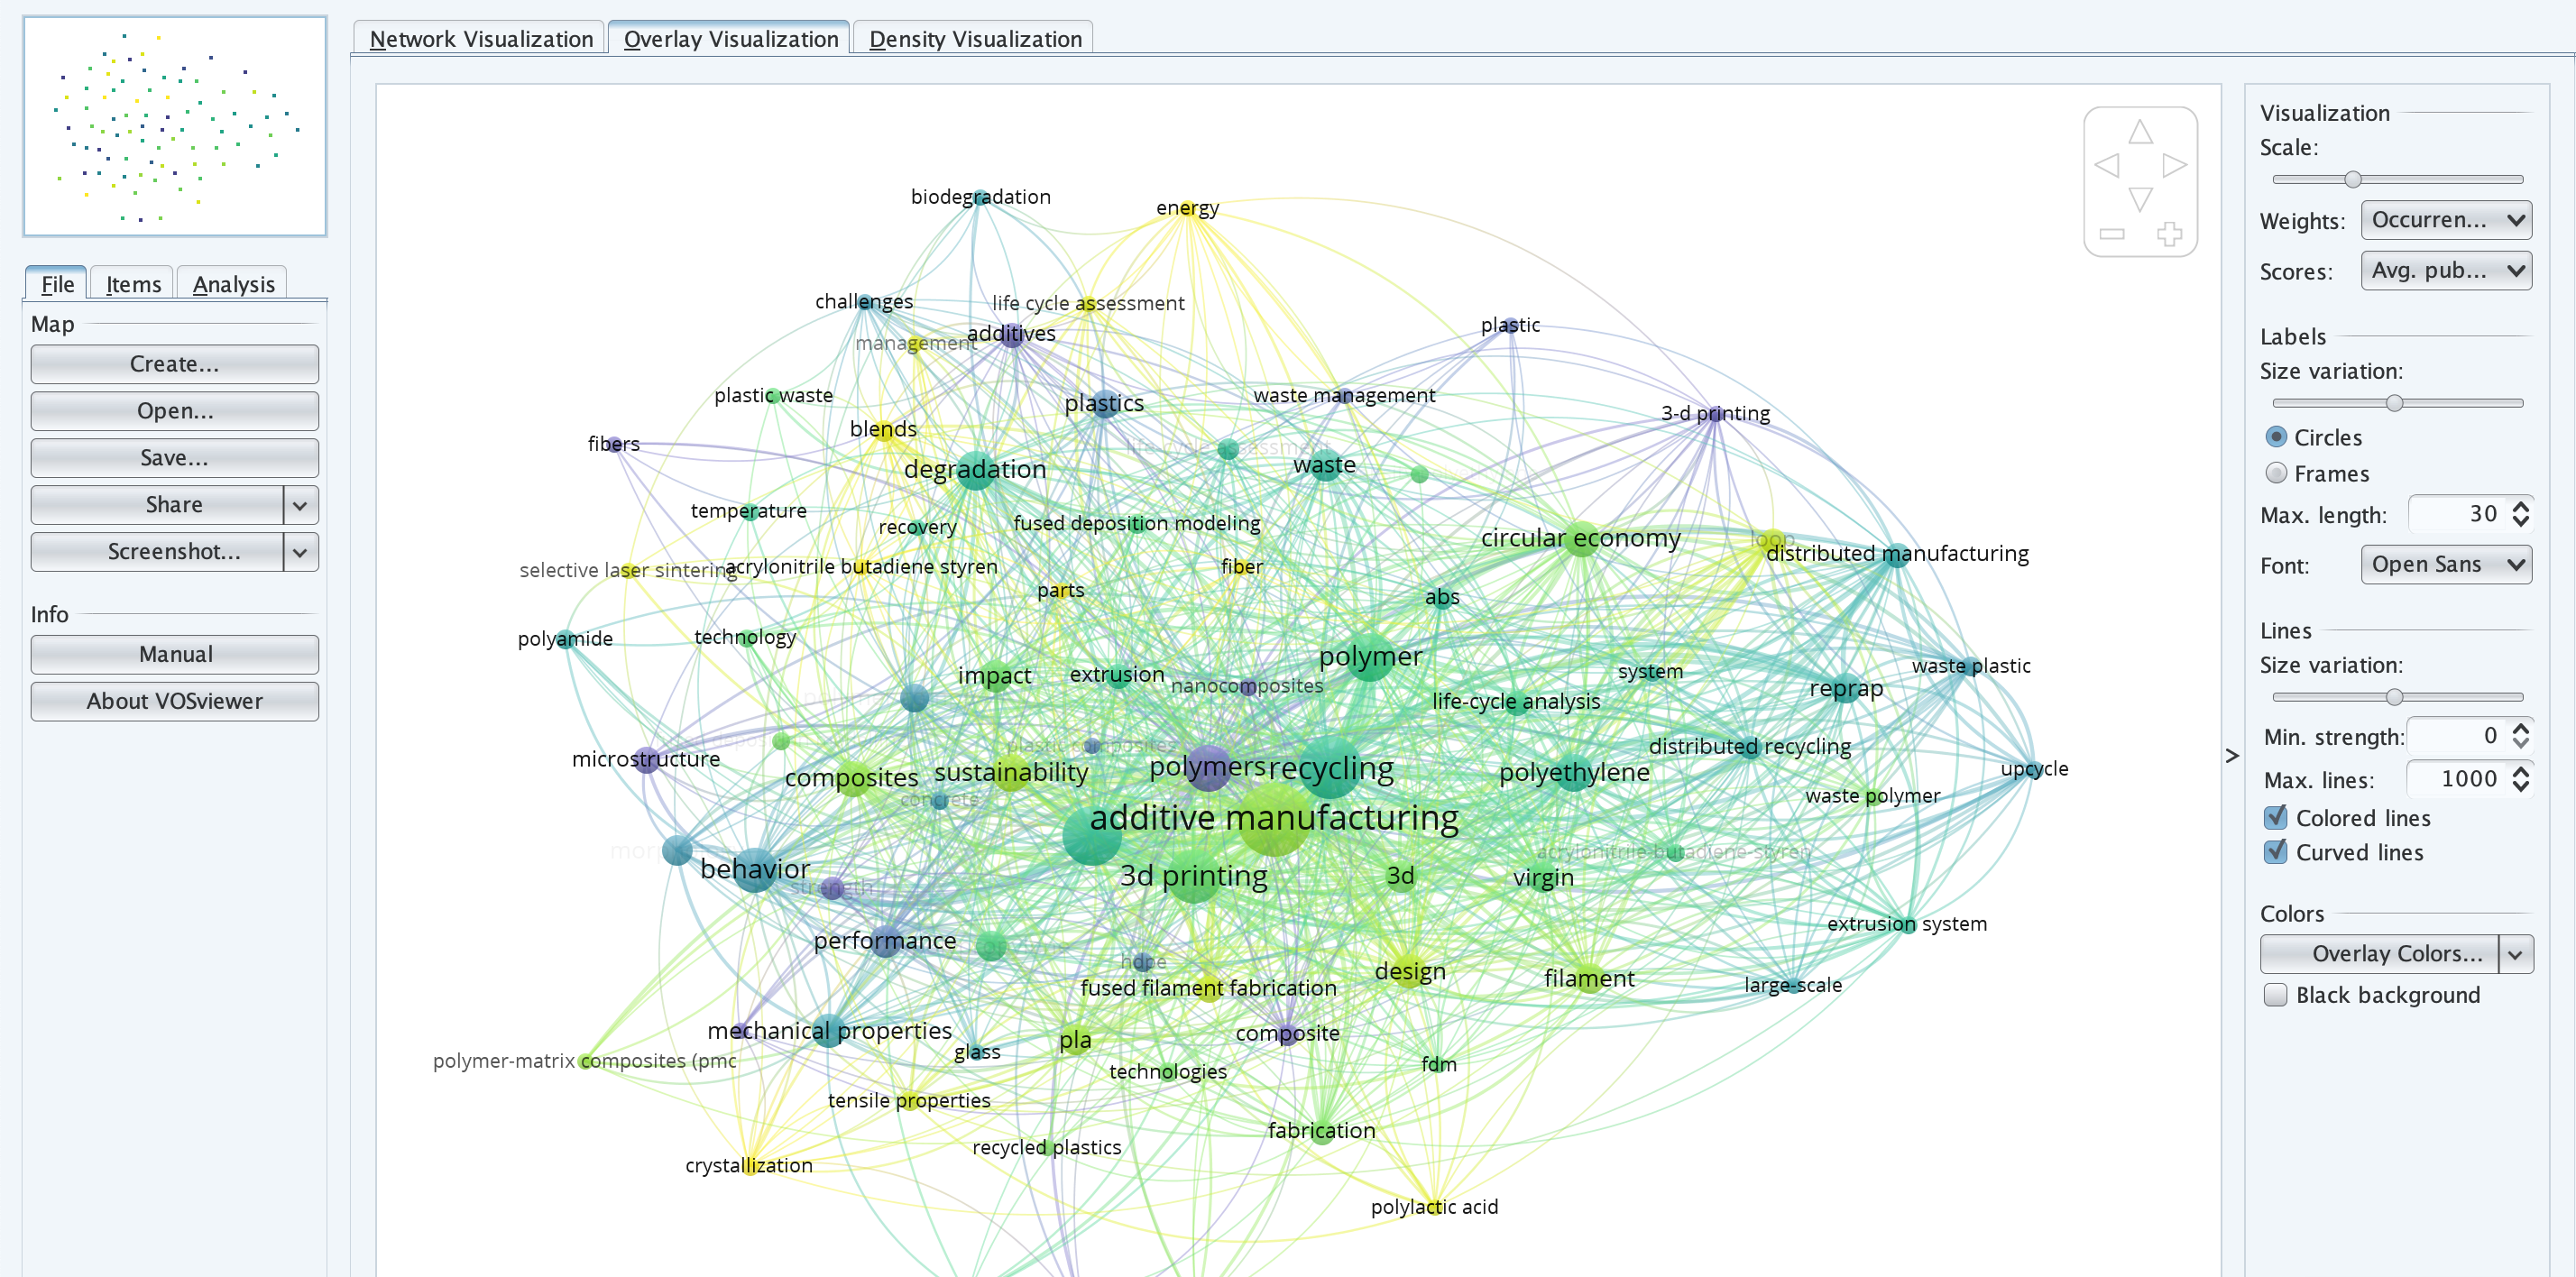 Network Visualization
Overlay Visualization
Density Visualization
File
Items
Analysis
Map
Create...
Open...
Save...
Share
Screenshot...
Info
Manual
About VOSviewer
biodegradation
energy
challenges
life cycle assessment
additives
management
plastic
plastic waste
plastics
waste management
3-d printing
blends
fibers
life cycle assessment
degradation
waste
temperature
recovery
fused deposition modeling
circular economy
loop
distributed manufacturing
selective laser sintering
acrylonitrile butadiene styren
fiber
parts
abs
polyamide
technology
polymer
impact
extrusion
nanocomposites
system
waste plastic
life-cycle analysis
reprap
plastic composites
distributed recycling
microstructure
composites
sustainability
polymers
recycling
polyethylene
upcycle
concrete
waste polymer
additive manufacturing
acrylonitrile-butadiene-styren
behavior
strength
3d printing
3d
virgin
extrusion system
performance
hdpe
fused filament fabrication
design
filament
large-scale
mechanical properties
composite
glass
pla
polymer-matrix composites (pmc
technologies
fdm
tensile properties
fabrication
recycled plastics
crystallization
polylactic acid
>
Visualization
Scale:
Weights: Occurren...
Scores: Avg. pub...
Labels
Size variation:
Circles
Frames
Max. length: 30
Font: Open Sans
Lines
Size variation:
Min. strength: 0
Max. lines: 1000
Colored lines
Curved lines
Colors
Overlay Colors...
Black background